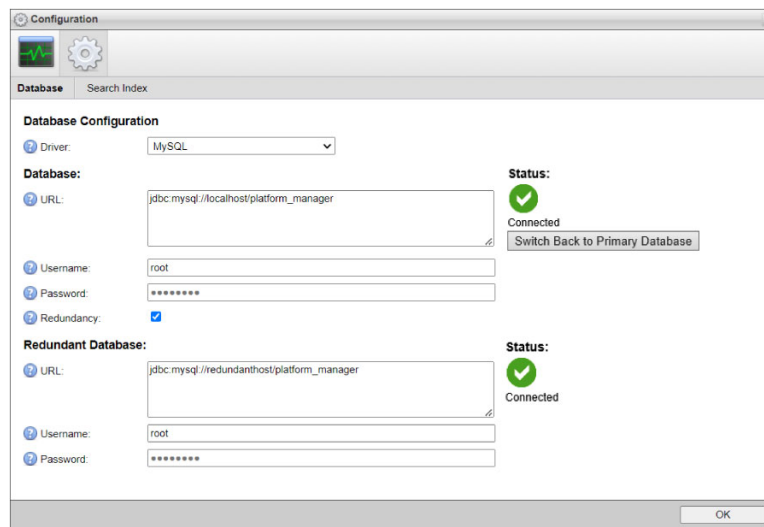 Configuration
Database Search Index
Database Configuration
Driver: MySQL
Database: Status:
URL: jdbc:mysql://localhost/platform_manager
Connected
Switch Back to Primary Database
Username: root
Password: ••••••••
Redundancy:
Redundant Database: Status:
URL: jdbc:mysql://redundanthost/platform_manager
Connected
Username: root
Password: ••••••••
OK